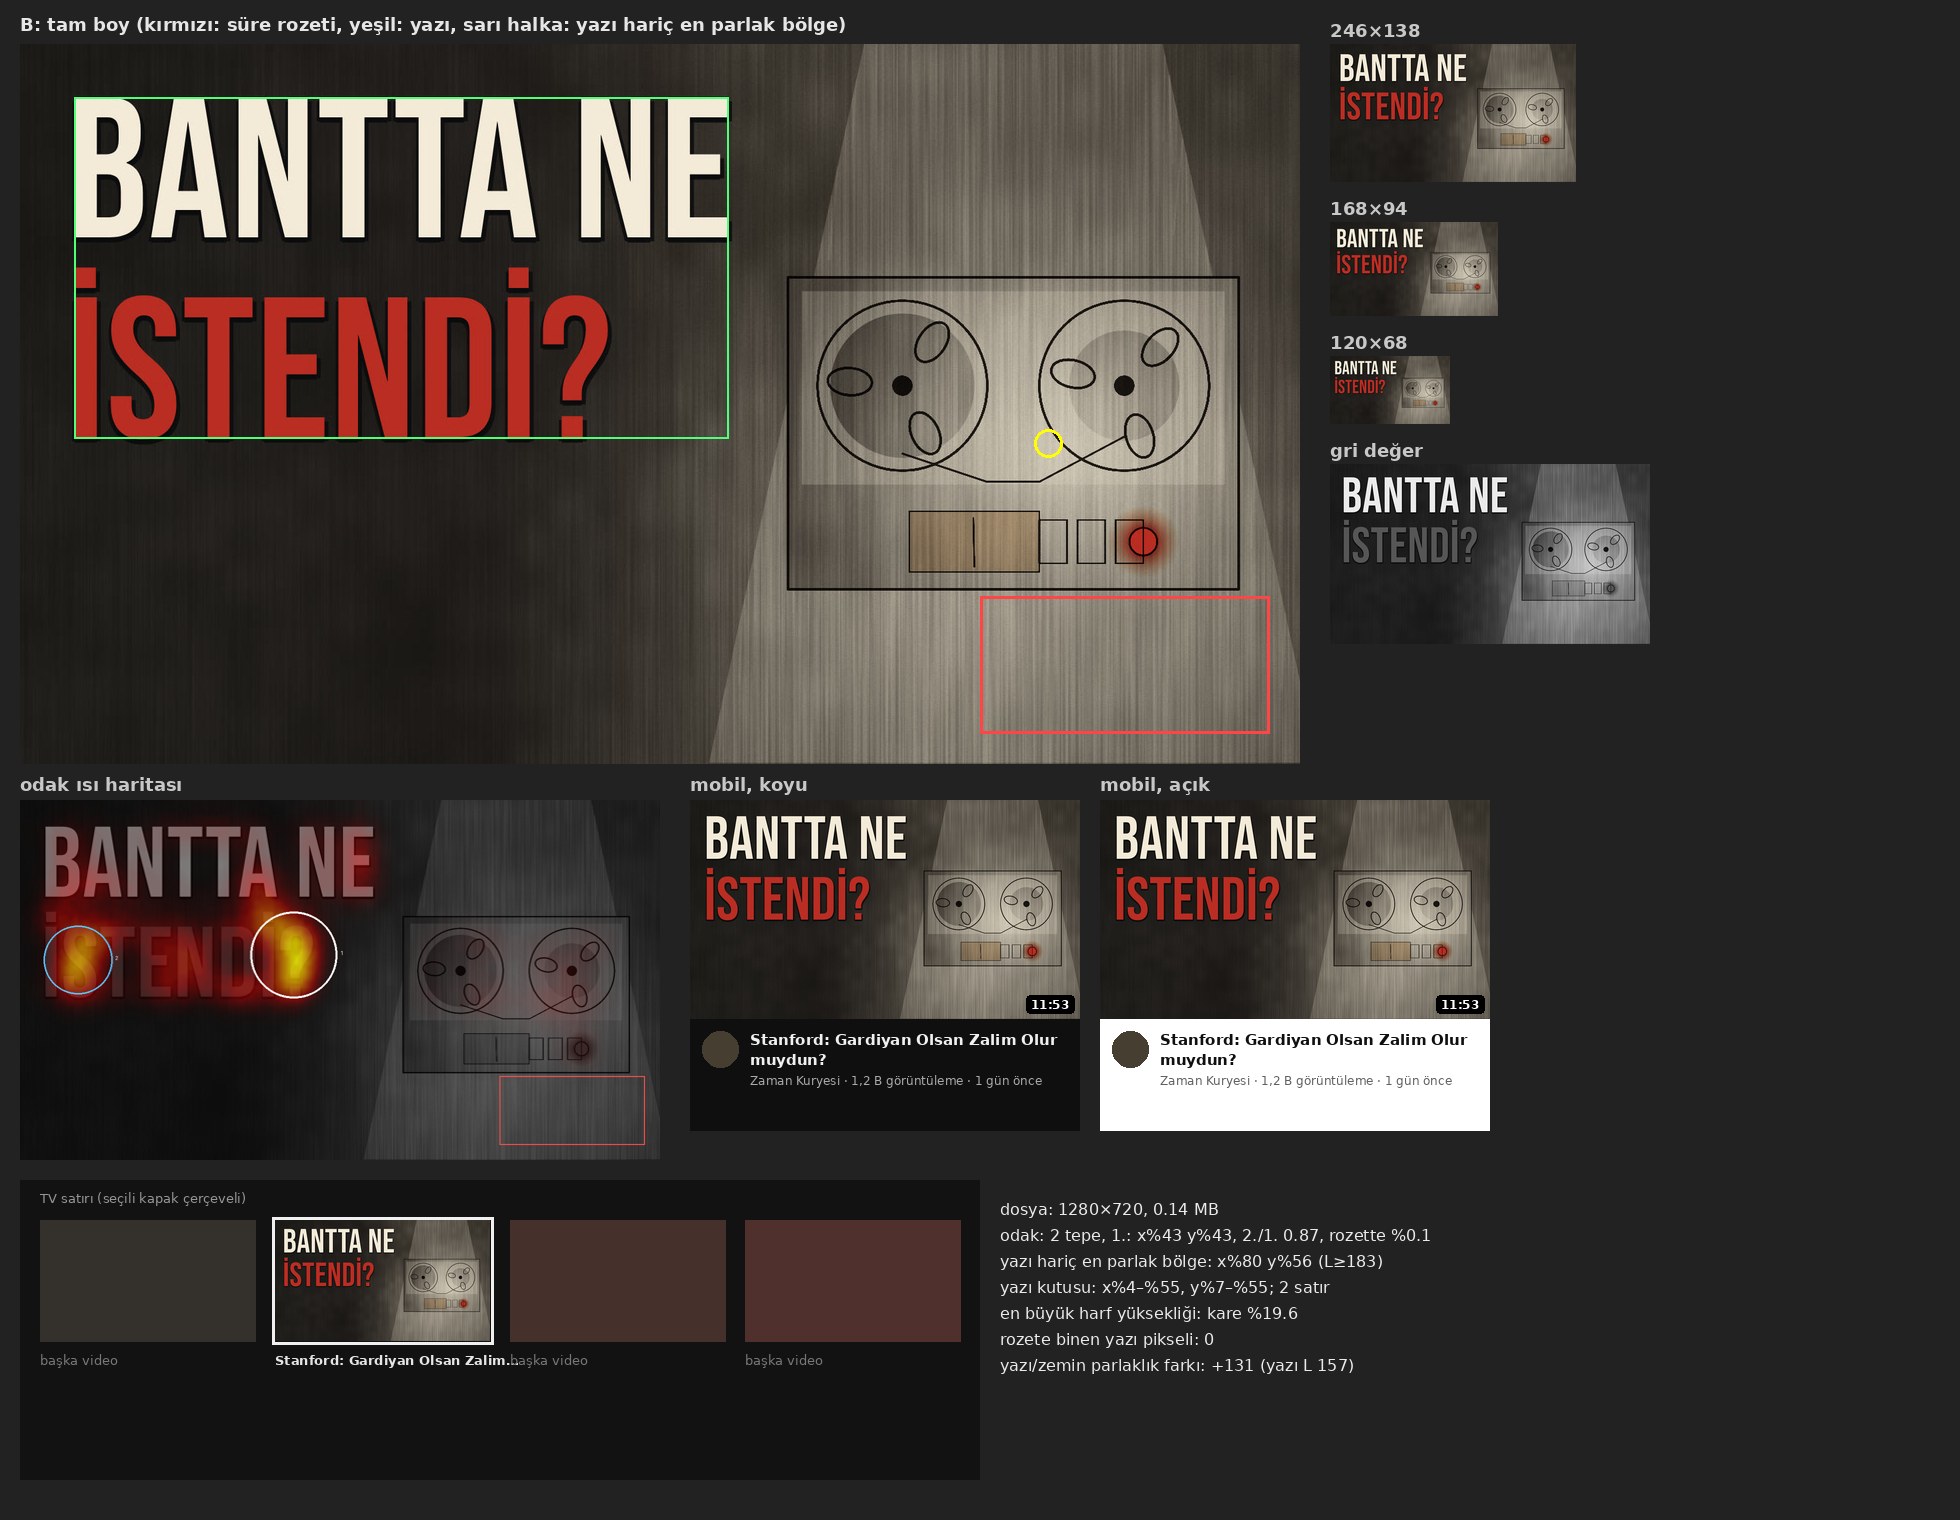 B: tam boy (kırmızı: süre rozeti, yeşil: yazı, sarı halka: yazı hariç en parlak bölge)
BANTTA NE
İSTENDİ?
246×138
BANTTA NE
İSTENDİ?
168×94
BANTTA NE
İSTENDİ?
120×68
BANTTA NE
İSTENDİ?
gri değer
BANTTA NE
İSTENDİ?
odak ısı haritası
BANTTA NE
İSTENDİ?
2
1
mobil, koyu
BANTTA NE
İSTENDİ?
11:53
Stanford: Gardiyan Olsan Zalim Olur
muydun?
Zaman Kuryesi · 1,2 B görüntüleme · 1 gün önce
mobil, açık
BANTTA NE
İSTENDİ?
11:53
Stanford: Gardiyan Olsan Zalim Olur
muydun?
Zaman Kuryesi · 1,2 B görüntüleme · 1 gün önce
TV satırı (seçili kapak çerçeveli)
BANTTA NE
İSTENDİ?
başka video
Stanford: Gardiyan Olsan Zalim...
başka video
başka video
dosya: 1280×720, 0.14 MB
odak: 2 tepe, 1.: x%43 y%43, 2./1. 0.87, rozette %0.1
yazı hariç en parlak bölge: x%80 y%56 (L≥183)
yazı kutusu: x%4–%55, y%7–%55; 2 satır
en büyük harf yüksekliği: kare %19.6
rozete binen yazı pikseli: 0
yazı/zemin parlaklık farkı: +131 (yazı L 157)